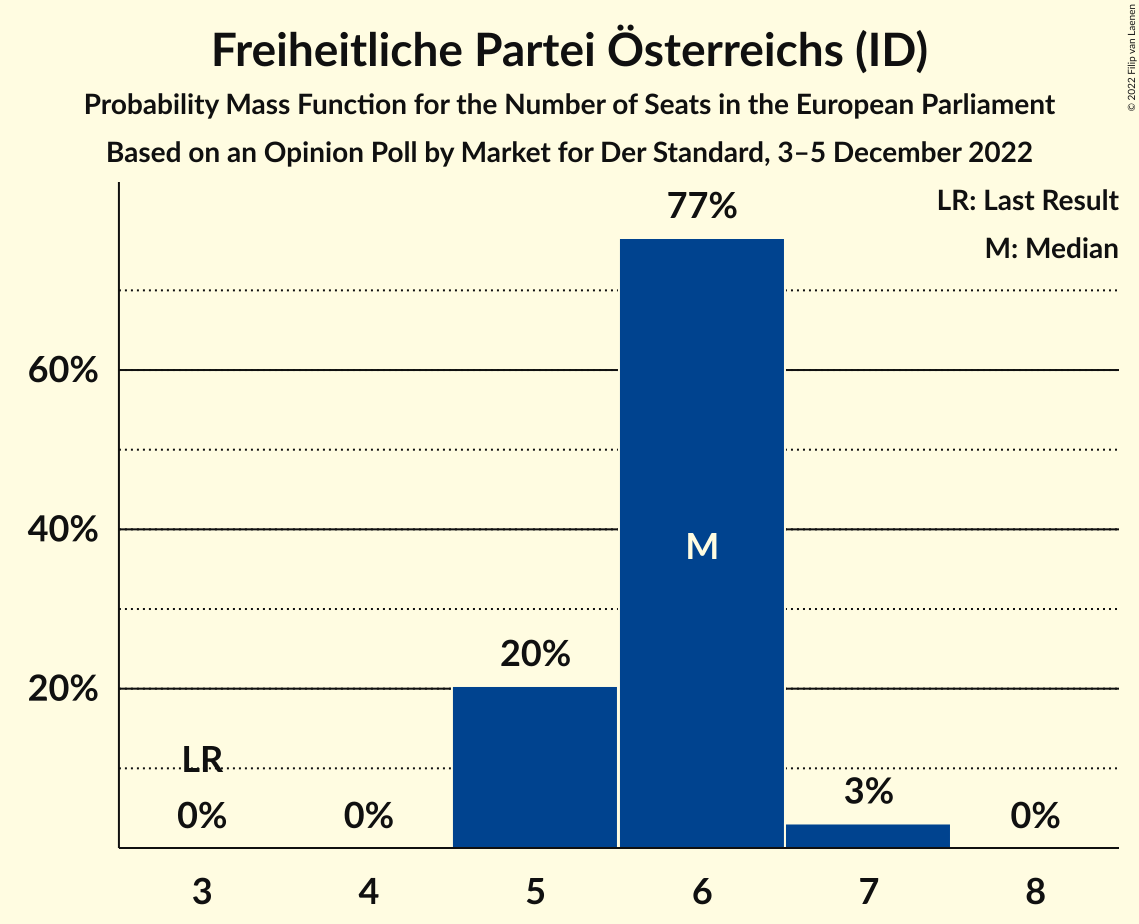 Freiheitliche Partei Österreichs (ID)
Probability Mass Function for the Number of Seats in the European Parliament
Based on an Opinion Poll by Market for Der Standard, 3–5 December 2022
© 2022 Filip van Laenen
LR: Last Result
M: Median
77%
60%
40%
M
20%
20%
LR
0%
0%
3%
0%
3 4 5 6 7 8